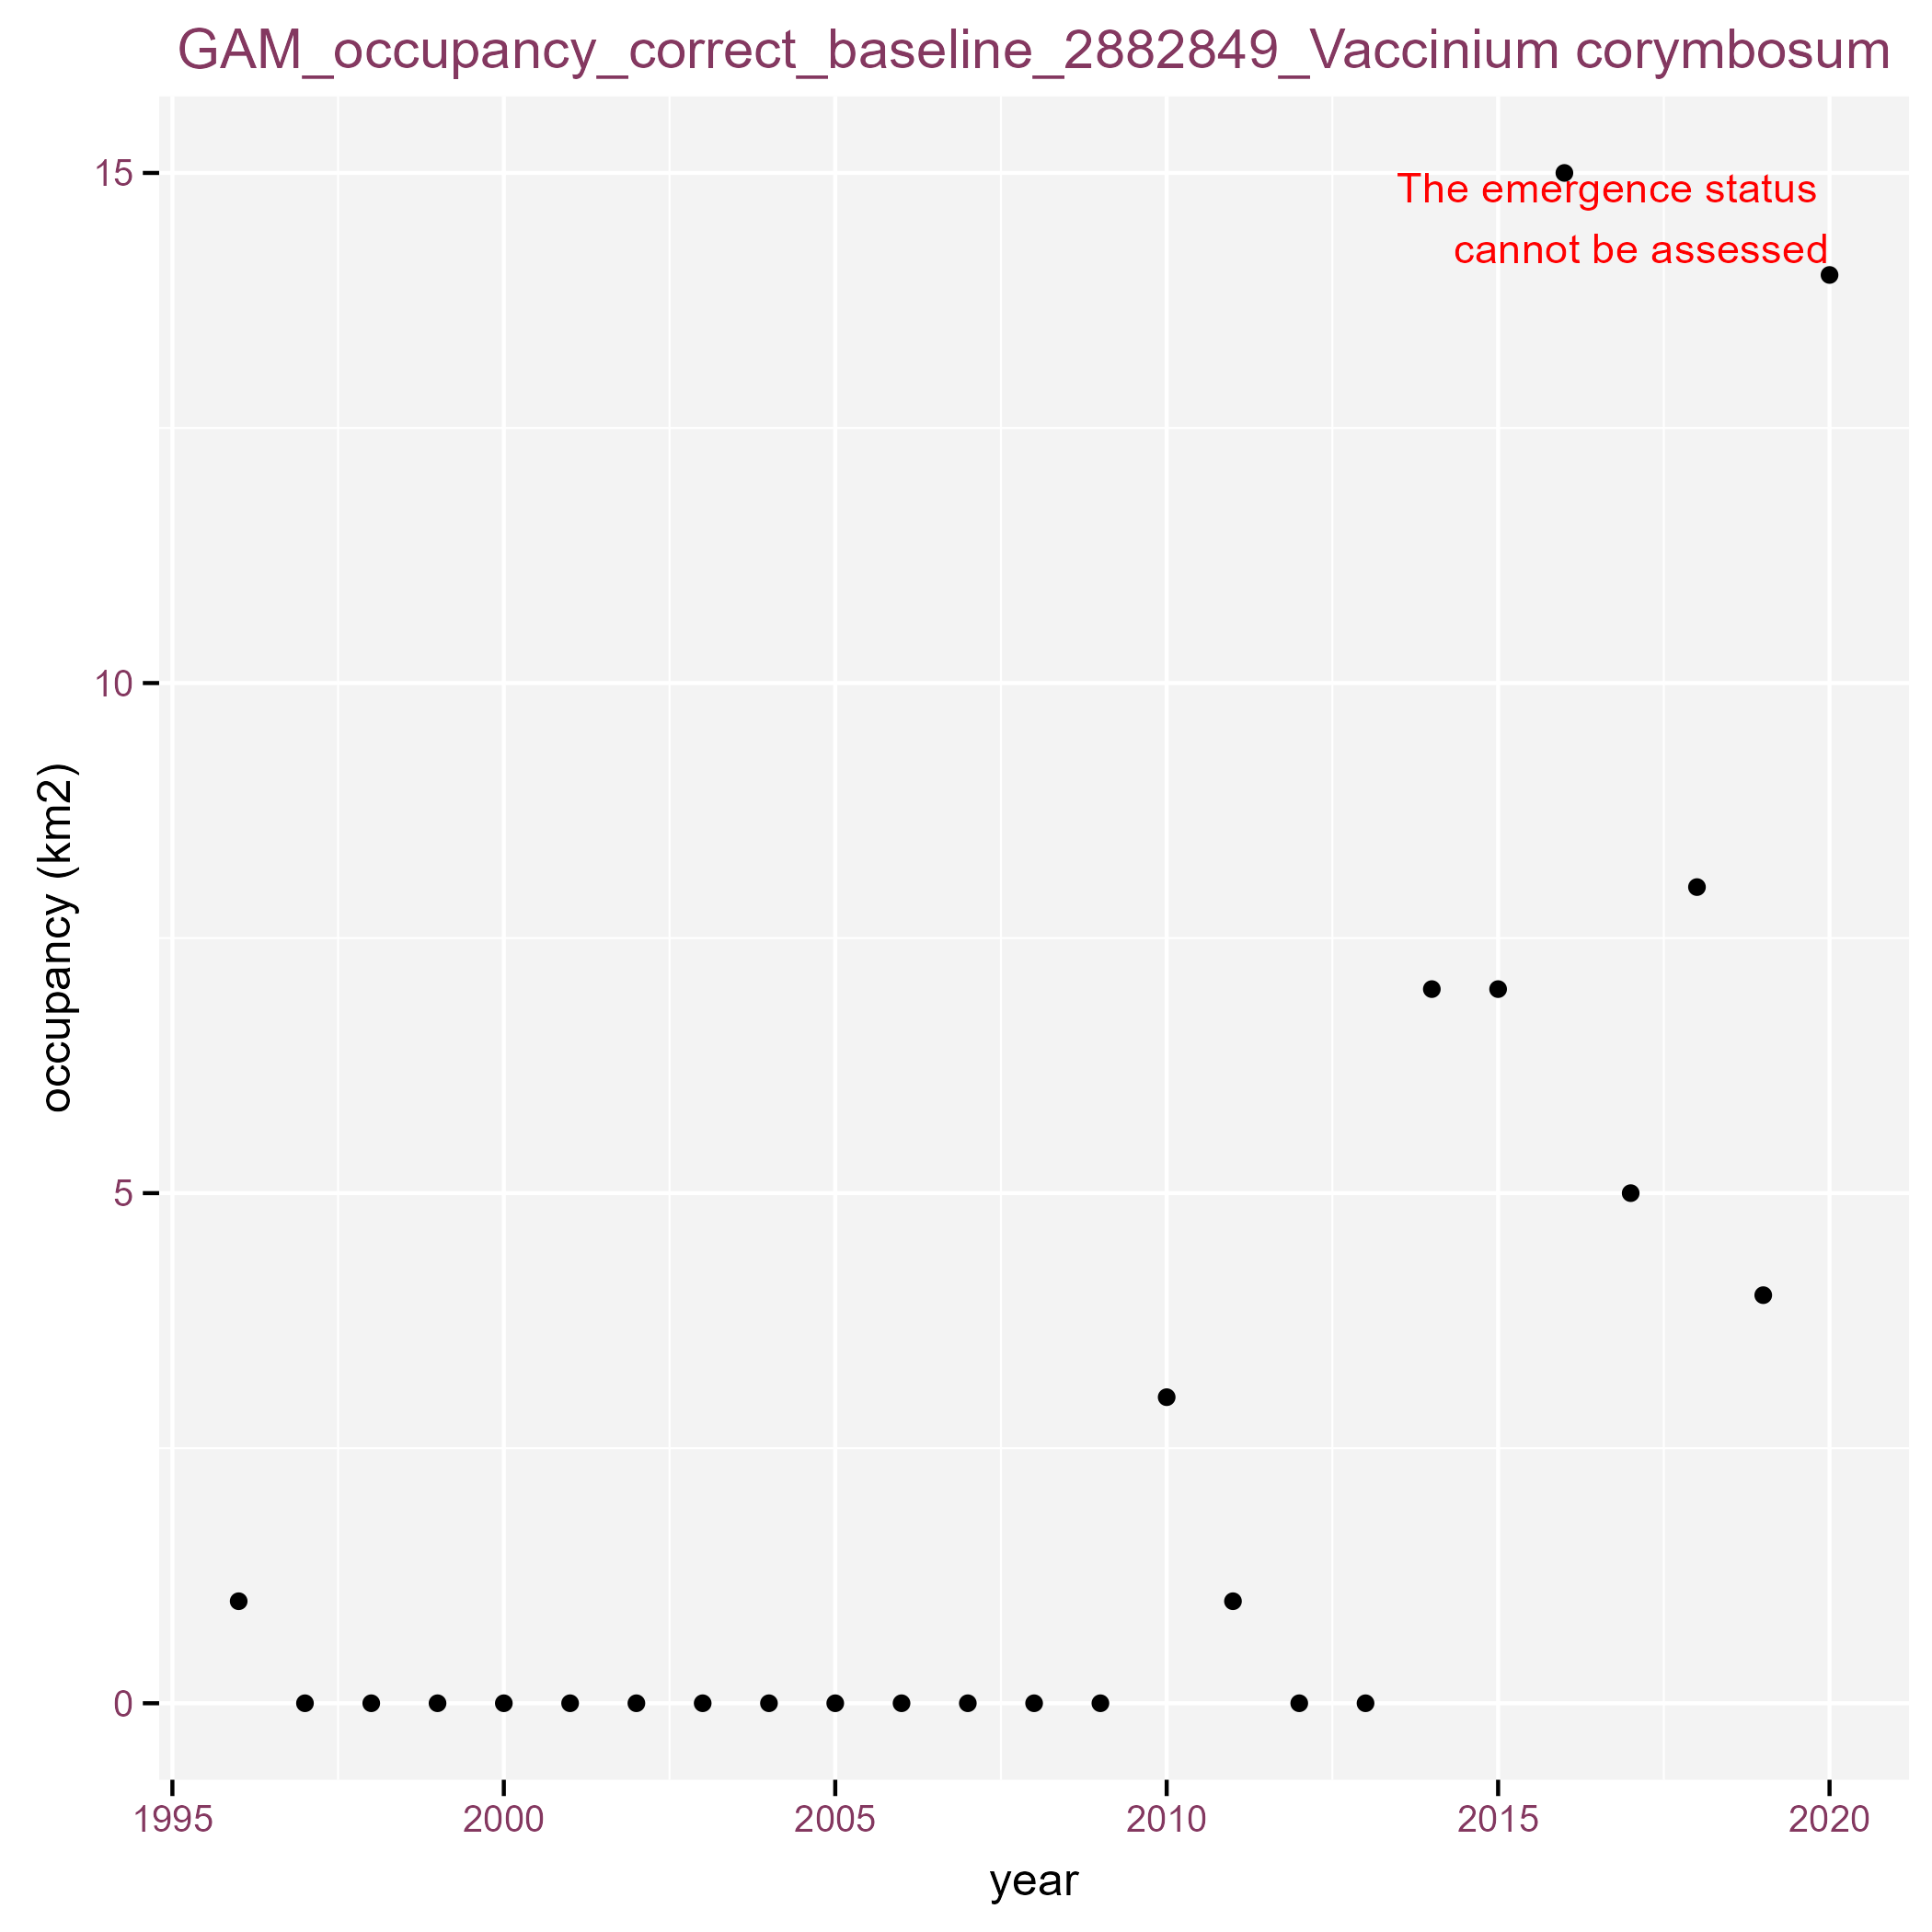 GAM_occupancy_correct_baseline_2882849_Vaccinium corymbosum
15
The emergence status
cannot be assessed
10
occupancy (km2)
5
0
1995 2000 2005 2010 2015 2020
year